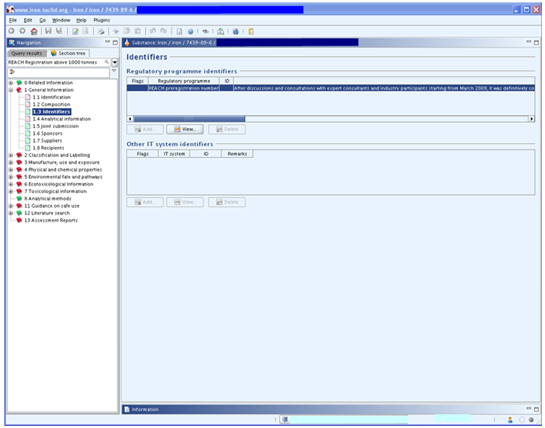 www.iron-iuclid.org - Iron / iron / 7439-89-6 /
File Edit Go Window Help Plugins
Navigation
Query results Section tree
REACH Registration above 1000 tonnes
0 Related Information
1 General Information
1.1 Identification
1.2 Composition
1.3 Identifiers
1.4 Analytical information
1.5 Joint submission
1.6 Sponsors
1.7 Suppliers
1.8 Recipients
2 Classification and Labelling
3 Manufacture, use and exposure
4 Physical and chemical properties
5 Environmental fate and pathways
6 Ecotoxicological Information
7 Toxicological information
8 Analytical methods
11 Guidance on safe use
12 Literature search
13 Assessment Reports
Substance: Iron / iron / 7439-89-6 /
Identifiers
Regulatory programme identifiers
Flags Regulatory programme ID
REACH preregistration number After discussions and consultations with expert consultants and industry participants starting from March 2009, it was definitively co
Add... View... Delete
Other IT system identifiers
Flags IT system ID Remarks
Add... View... Delete
Information